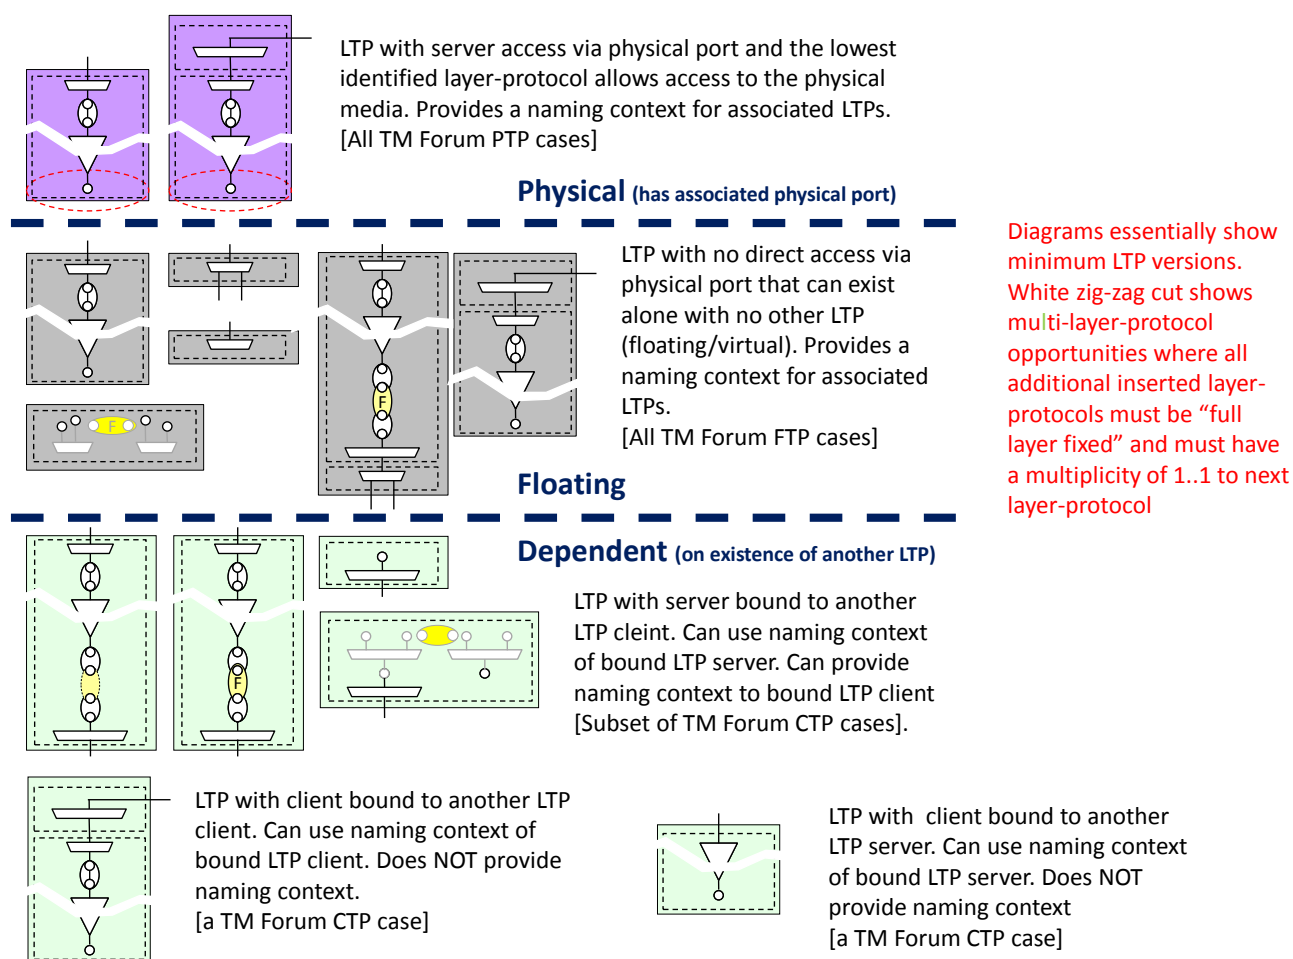 LTP with server access via physical port and the lowest
identified layer-protocol allows access to the physical
media. Provides a naming context for associated LTPs.
[All TM Forum PTP cases]
Physical (has associated physical port)
LTP with no direct access via
physical port that can exist
alone with no other LTP
(floating/virtual). Provides a
naming context for associated
LTPs.
[All TM Forum FTP cases]
F
F
Floating
Diagrams essentially show
minimum LTP versions.
White zig-zag cut shows
multi-layer-protocol
opportunities where all
additional inserted layer-
protocols must be “full
layer fixed” and must have
a multiplicity of 1..1 to next
layer-protocol
Dependent (on existence of another LTP)
F
LTP with server bound to another
LTP cleint. Can use naming context
of bound LTP server. Can provide
naming context to bound LTP client
[Subset of TM Forum CTP cases].
LTP with client bound to another LTP
client. Can use naming context of
bound LTP client. Does NOT provide
naming context.
[a TM Forum CTP case]
LTP with  client bound to another
LTP server. Can use naming context
of bound LTP server. Does NOT
provide naming context
[a TM Forum CTP case]